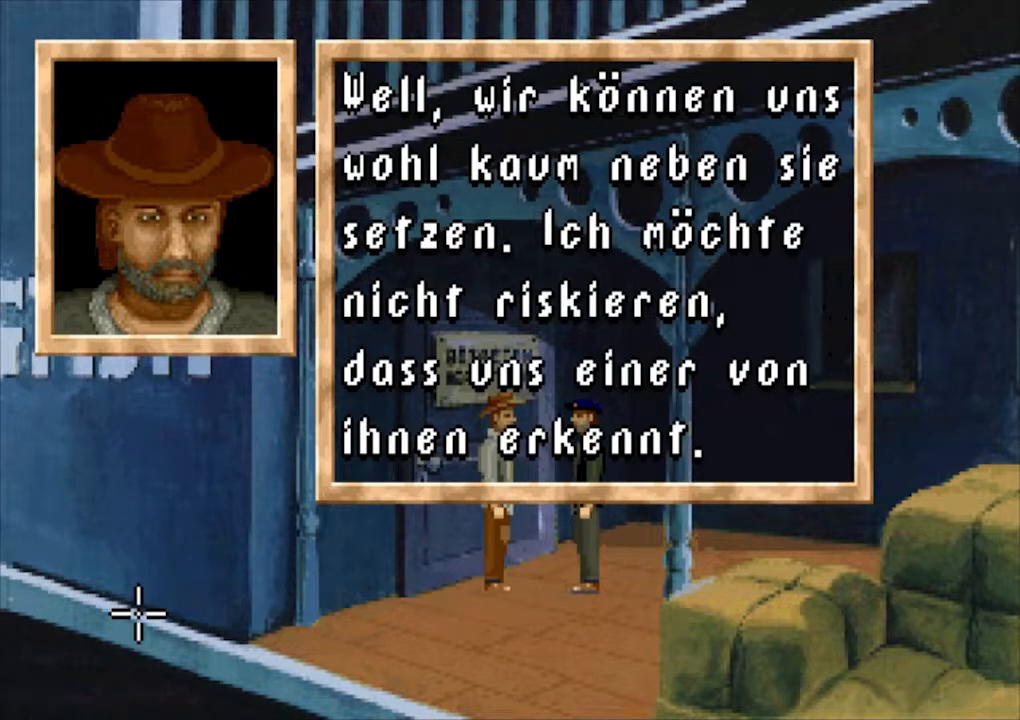 Well, wir können uns
wohl kaum neben sie
setzen. Ich möchte
nicht riskieren,
dass uns einer von
ihnen erkennt.